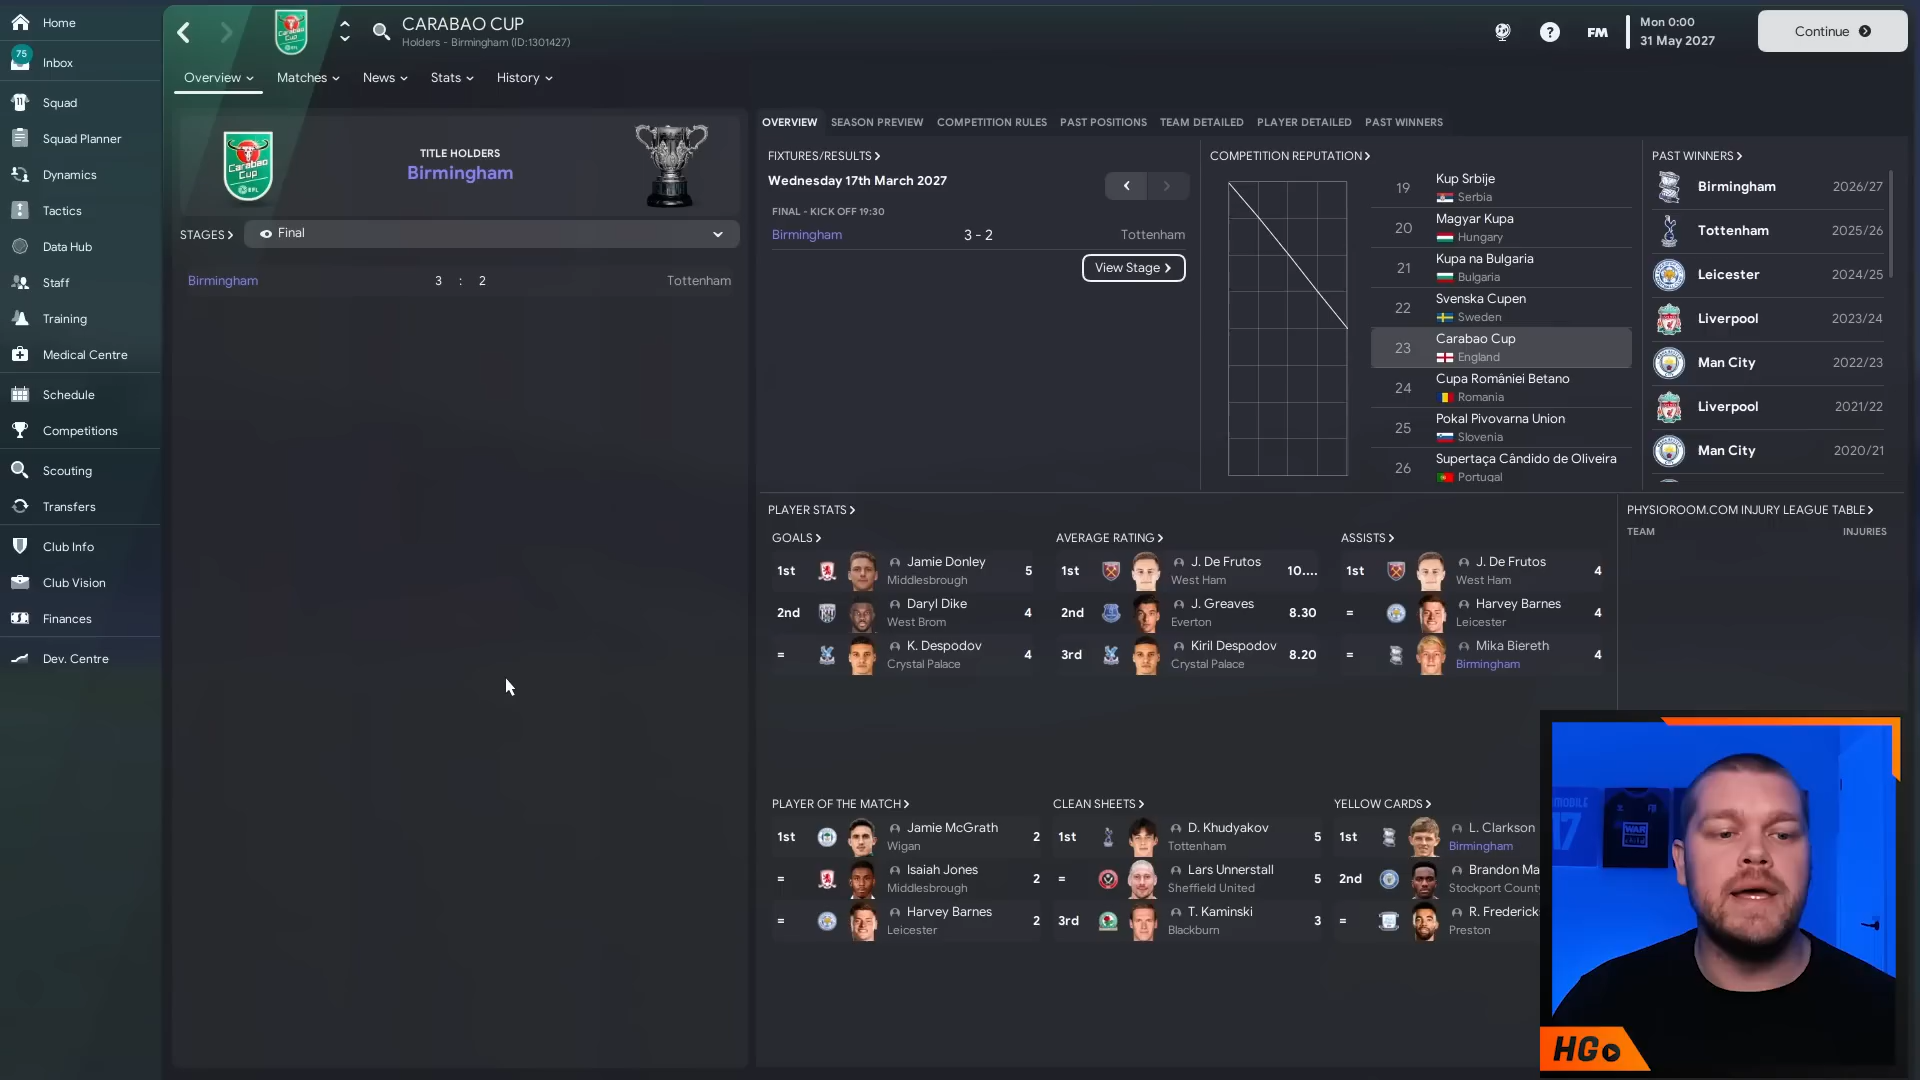 Home
75
Inbox
Squad
Squad Planner
Dynamics
Tactics
Data Hub
Staff
Training
Medical Centre
Schedule
Competitions
Scouting
Transfers
Club Info
Club Vision
Finances
Dev. Centre
CARABAO CUP
Holders - Birmingham (ID:1301427)
FM
Mon 0:00
31 May 2027
Continue
Overview
Matches
News
Stats
History
Carabao Cup
EFL
TITLE HOLDERS
Birmingham
STAGES
Final
Birmingham 3 : 2 Tottenham
OVERVIEW SEASON PREVIEW COMPETITION RULES PAST POSITIONS TEAM DETAILED PLAYER DETAILED PAST WINNERS
FIXTURES/RESULTS
Wednesday 17th March 2027
FINAL - KICK OFF 19:30
Birmingham 3 - 2 Tottenham
View Stage
COMPETITION REPUTATION
19 Kup Srbije
Serbia
20 Magyar Kupa
Hungary
21 Kupa na Bulgaria
Bulgaria
22 Svenska Cupen
Sweden
23 Carabao Cup
England
24 Cupa României Betano
Romania
25 Pokal Pivovarna Union
Slovenia
26 Supertaça Cândido de Oliveira
Portugal
PAST WINNERS
Birmingham 2026/27
Tottenham 2025/26
Leicester 2024/25
Liverpool 2023/24
Man City 2022/23
Liverpool 2021/22
Man City 2020/21
PLAYER STATS
GOALS
1st Jamie Donley 5
Middlesbrough
2nd Daryl Dike 4
West Brom
= K. Despodov 4
Crystal Palace
AVERAGE RATING
1st J. De Frutos 10....
West Ham
2nd J. Greaves 8.30
Everton
3rd Kiril Despodov 8.20
Crystal Palace
ASSISTS
1st J. De Frutos 4
West Ham
= Harvey Barnes 4
Leicester
= Mika Biereth 4
Birmingham
PHYSIOROOM.COM INJURY LEAGUE TABLE
TEAM INJURIES
PLAYER OF THE MATCH
1st Jamie McGrath 2
Wigan
= Isaiah Jones 2
Middlesbrough
= Harvey Barnes 2
Leicester
CLEAN SHEETS
1st D. Khudyakov 5
Tottenham
= Lars Unnerstall 5
Sheffield United
3rd T. Kaminski 3
Blackburn
YELLOW CARDS
1st L. Clarkson
Birmingham
2nd Brandon Ma
Stockport County
= R. Frederick
Preston
MOBILE
17
WAR
HG